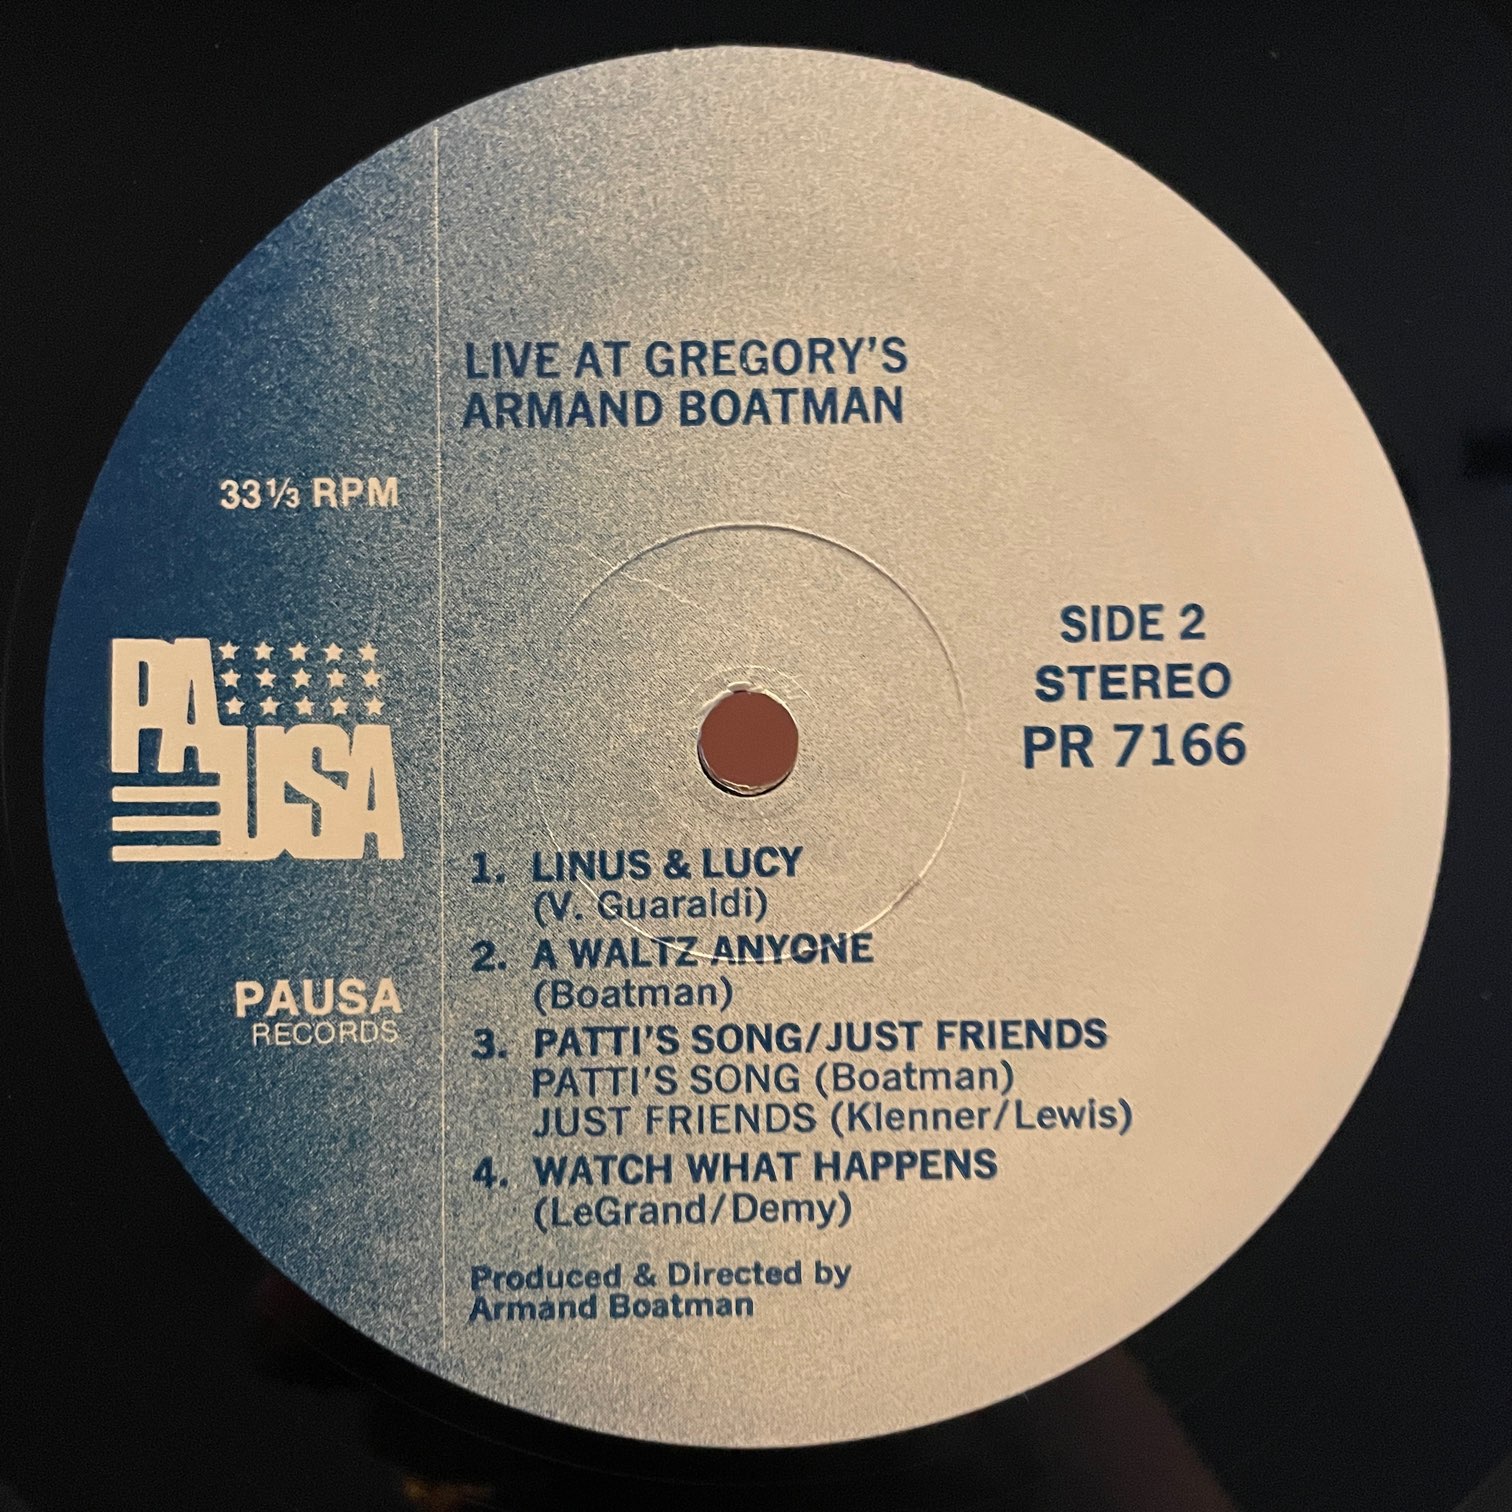 LIVE AT GREGORY'S
ARMAND BOATMAN
33⅓ RPM
SIDE 2
STEREO
PR 7166
PAUSA
PAUSA
RECORDS
1. LINUS & LUCY
(V. Guaraldi)
2. A WALTZ ANYONE
(Boatman)
3. PATTI'S SONG/JUST FRIENDS
PATTI'S SONG (Boatman)
JUST FRIENDS (Klenner/Lewis)
4. WATCH WHAT HAPPENS
(LeGrand/Demy)
Produced & Directed by
Armand Boatman